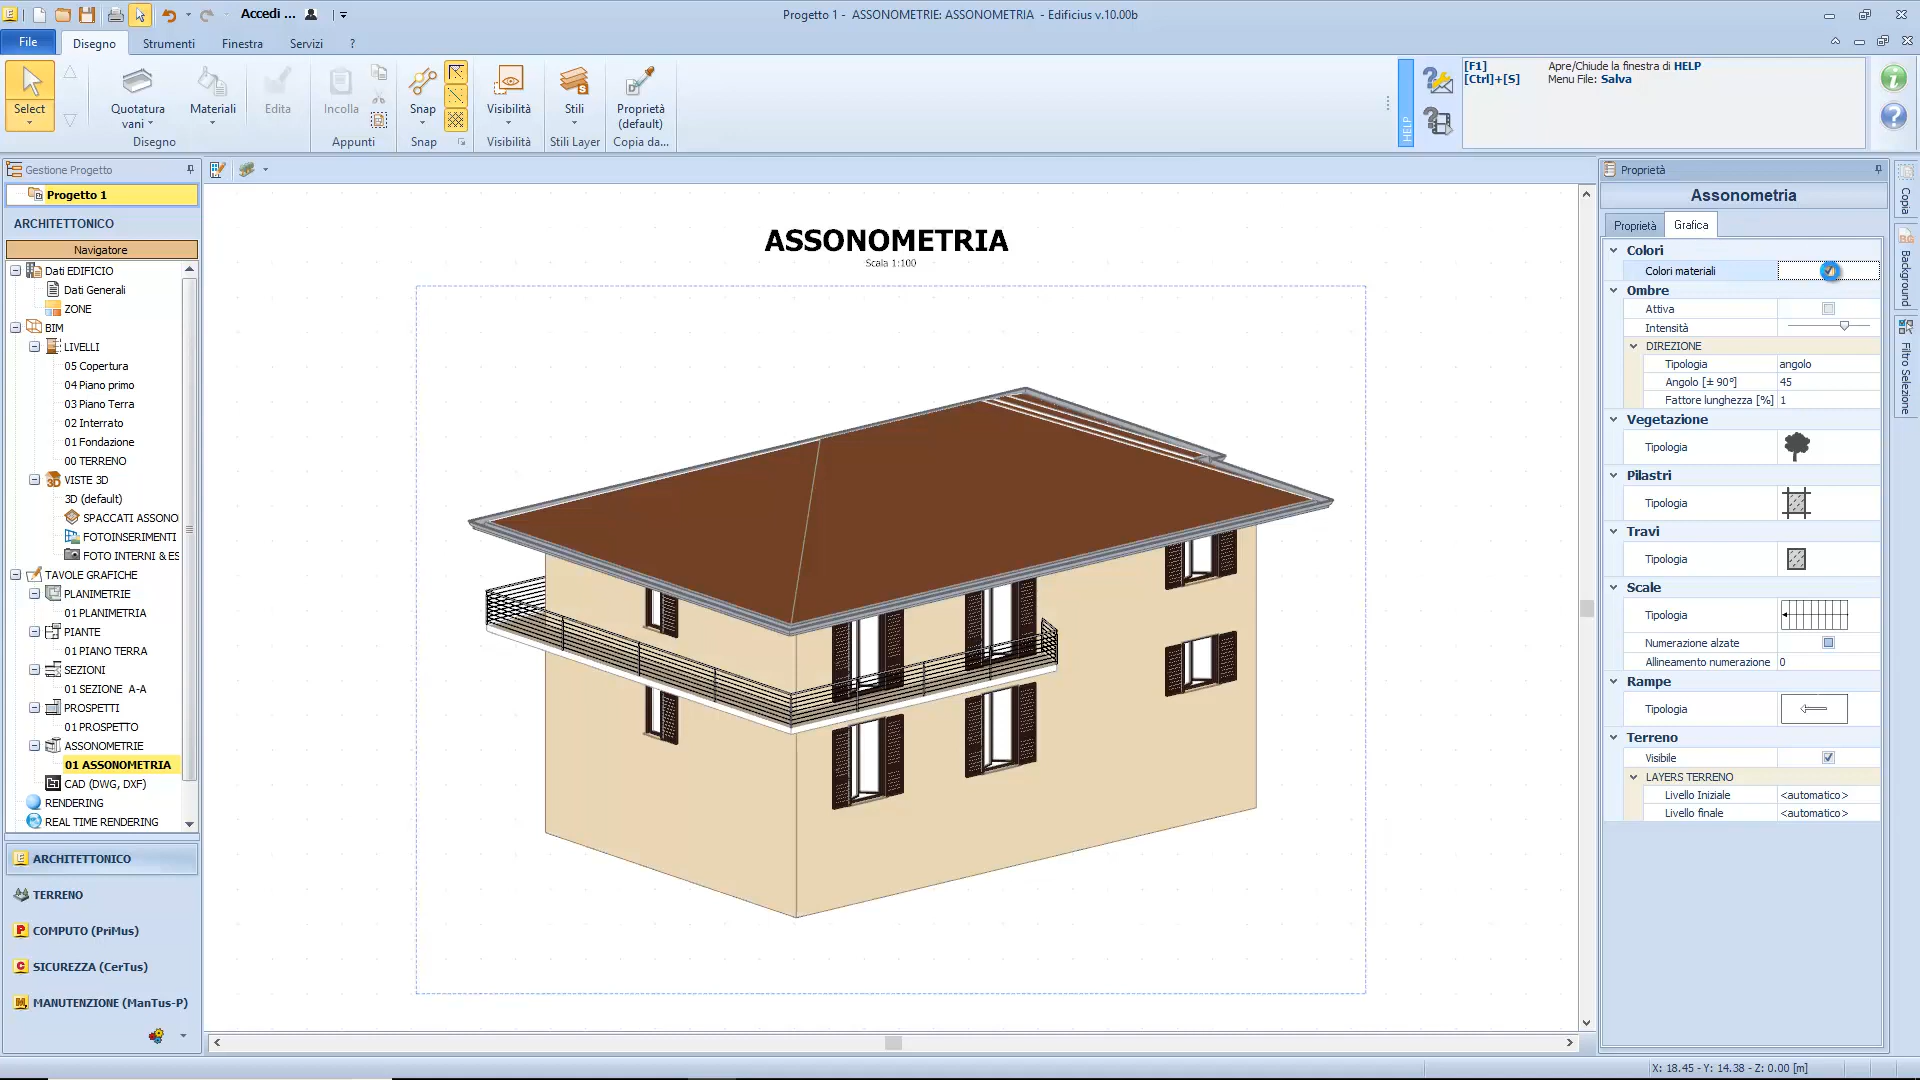 Accedi ...
Progetto 1 - ASSONOMETRIE: ASSONOMETRIA - Edificius v.10.00b
File
Disegno
Strumenti
Finestra
Servizi
?
Select
Quotatura
vani
Materiali
Edita
Disegno
Incolla
Appunti
Snap
Snap
Visibilità
Visibilità
Stili
Stili Layer
Proprietà
(default)
Copia da...
HELP
[F1] Apre/Chiude la finestra di HELP
[Ctrl]+[S] Menu File: Salva
Gestione Progetto
Progetto 1
ARCHITETTONICO
Navigatore
Dati EDIFICIO
Dati Generali
ZONE
BIM
LIVELLI
05 Copertura
04 Piano primo
03 Piano Terra
02 Interrato
01 Fondazione
00 TERRENO
VISTE 3D
3D (default)
SPACCATI ASSONO
FOTOINSERIMENTI
FOTO INTERNI & ES
TAVOLE GRAFICHE
PLANIMETRIE
01 PLANIMETRIA
PIANTE
01 PIANO TERRA
SEZIONI
01 SEZIONE A-A
PROSPETTI
01 PROSPETTO
ASSONOMETRIE
01 ASSONOMETRIA
CAD (DWG, DXF)
RENDERING
REAL TIME RENDERING
ARCHITETTONICO
TERRENO
COMPUTO (PriMus)
SICUREZZA (CerTus)
MANUTENZIONE (ManTus-P)
ASSONOMETRIA
Scala 1:100
Proprietà
Assonometria
Proprietà
Grafica
Colori
Colori materiali
Ombre
Attiva
Intensità
DIREZIONE
Tipologia angolo
Angolo [± 90°] 45
Fattore lunghezza [%] 1
Vegetazione
Tipologia
Pilastri
Tipologia
Travi
Tipologia
Scale
Tipologia
Numerazione alzate
Allineamento numerazione 0
Rampe
Tipologia
Terreno
Visibile
LAYERS TERRENO
Livello Iniziale <automatico>
Livello finale <automatico>
Copia
Background
Filtro Selezione
X: 18.45 - Y: 14.38 - Z: 0.00 [m]